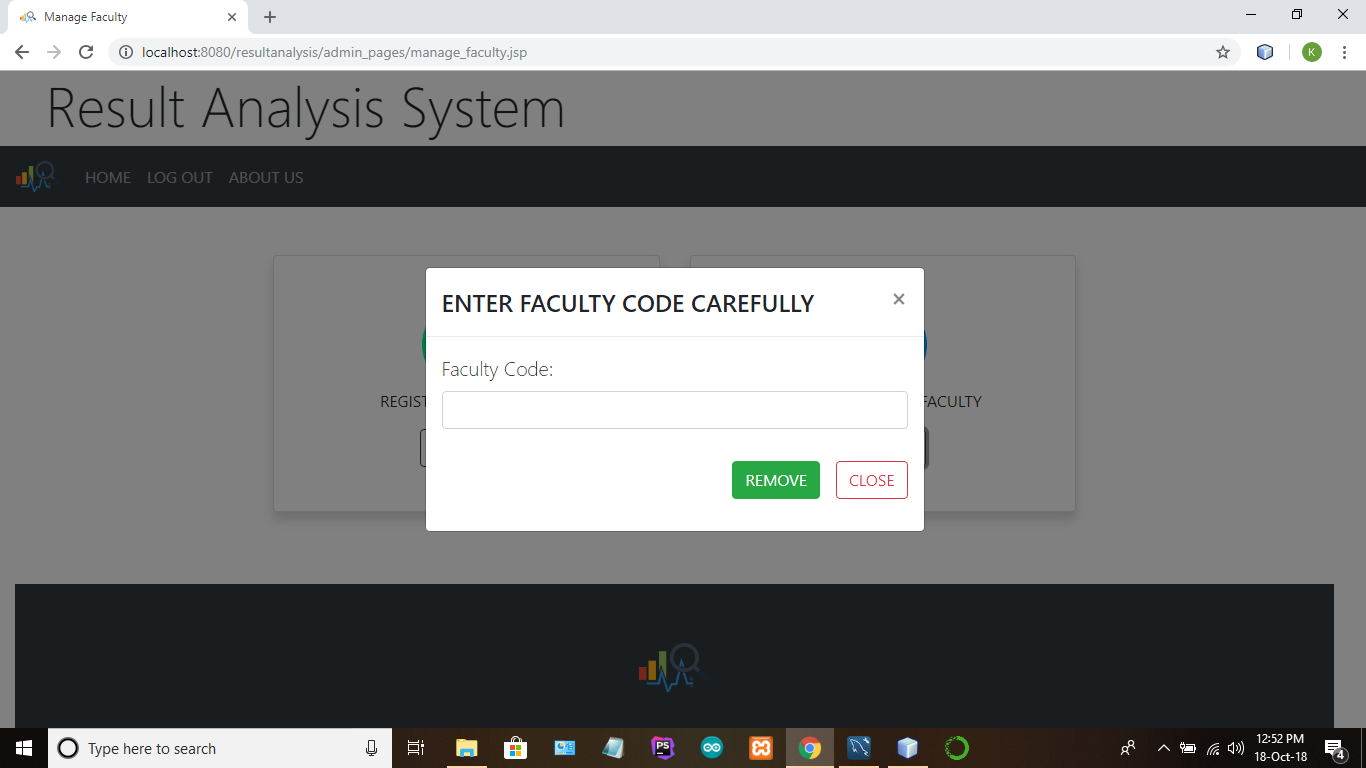 Manage Faculty
localhost:8080/resultanalysis/admin_pages/manage_faculty.jsp
K
Result Analysis System
HOME LOG OUT ABOUT US
ENTER FACULTY CODE CAREFULLY
Faculty Code:
FACULTY
REMOVE CLOSE
Type here to search
PS
12:52 PM
18-Oct-18
4